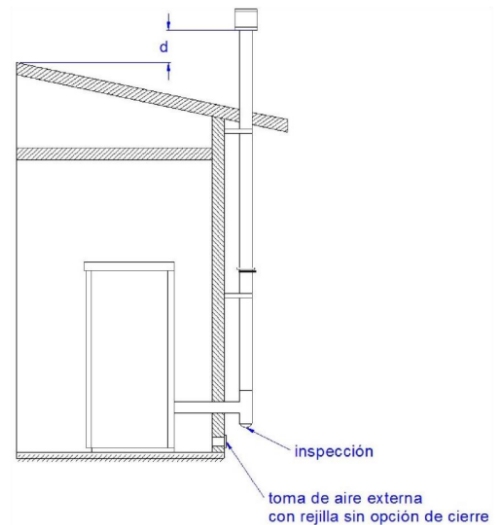 d
inspección
toma de aire externa
con rejilla sin opción de cierre